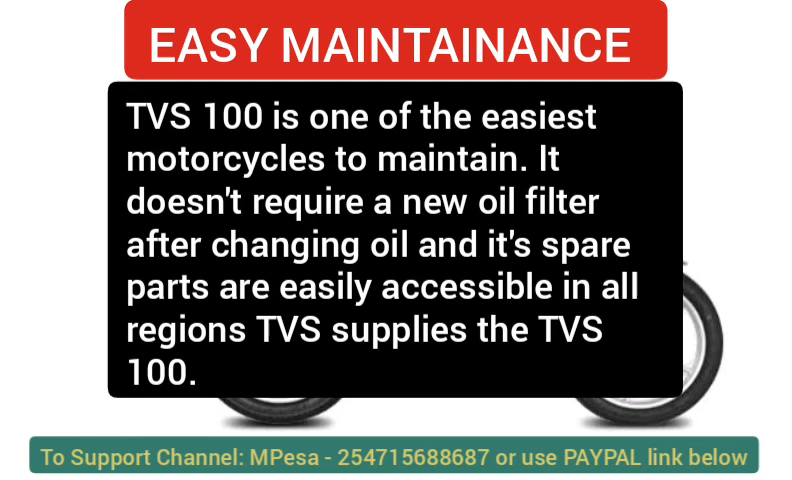 EASY MAINTAINANCE
TVS 100 is one of the easiest
motorcycles to maintain. It
doesn't require a new oil filter
after changing oil and it's spare
parts are easily accessible in all
regions TVS supplies the TVS
100.
To Support Channel: MPesa - 254715688687 or use PAYPAL link below